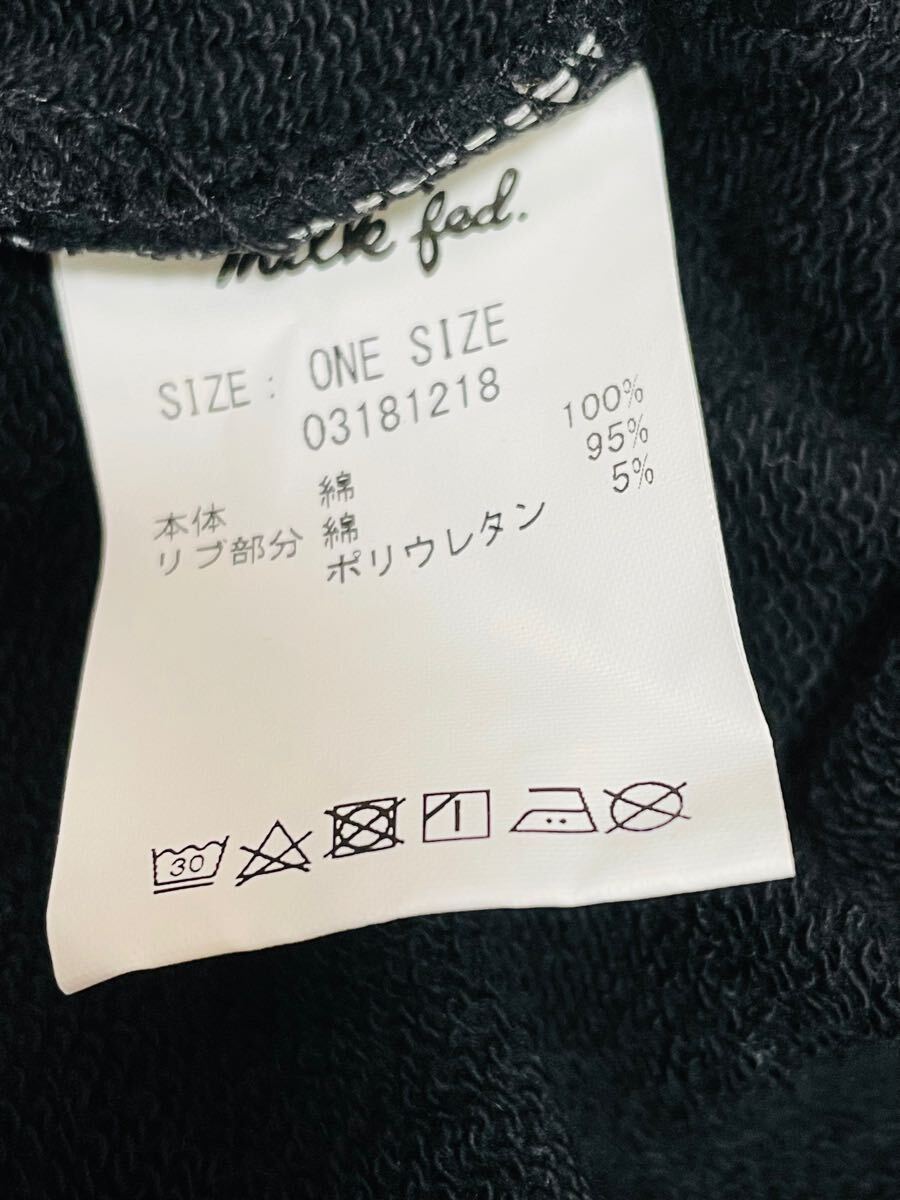 milk fed.
SIZE: ONE SIZE
03181218
本体 綿 100%
リブ部分 綿 95%
ポリウレタン 5%
30